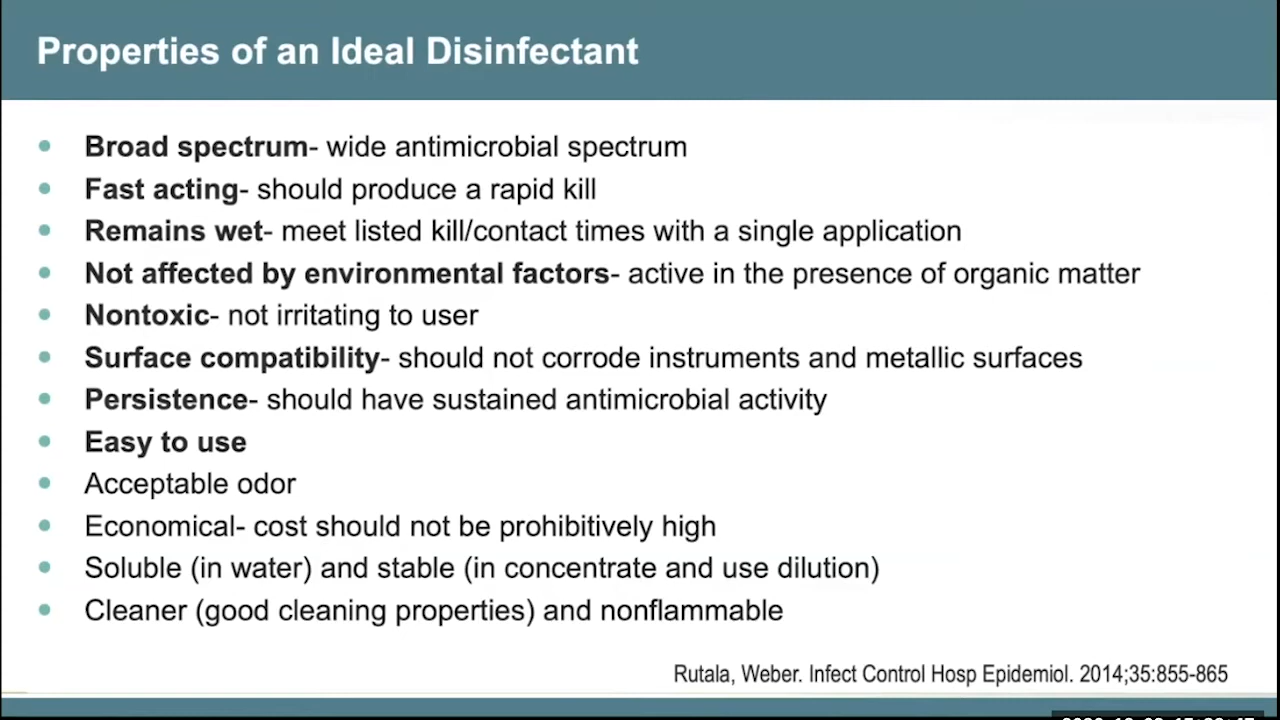 Properties of an Ideal Disinfectant
• Broad spectrum- wide antimicrobial spectrum
• Fast acting- should produce a rapid kill
• Remains wet- meet listed kill/contact times with a single application
• Not affected by environmental factors- active in the presence of organic matter
• Nontoxic- not irritating to user
• Surface compatibility- should not corrode instruments and metallic surfaces
• Persistence- should have sustained antimicrobial activity
• Easy to use
• Acceptable odor
• Economical- cost should not be prohibitively high
• Soluble (in water) and stable (in concentrate and use dilution)
• Cleaner (good cleaning properties) and nonflammable
Rutala, Weber. Infect Control Hosp Epidemiol. 2014;35:855-865